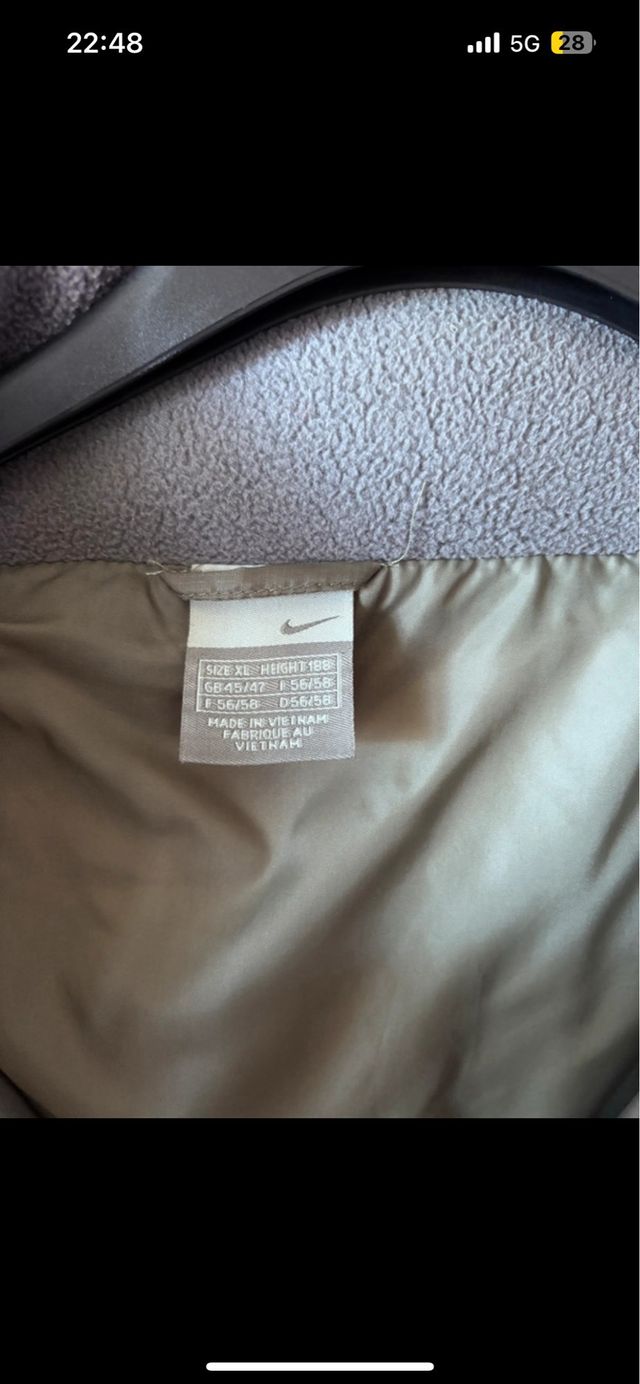 22:48 5G 28
SIZE XL HEIGHT 188
GB 45/47 I 56/58
F 56/58 D 56/58
MADE IN VIETNAM
FABRIQUE AU
VIETNAM